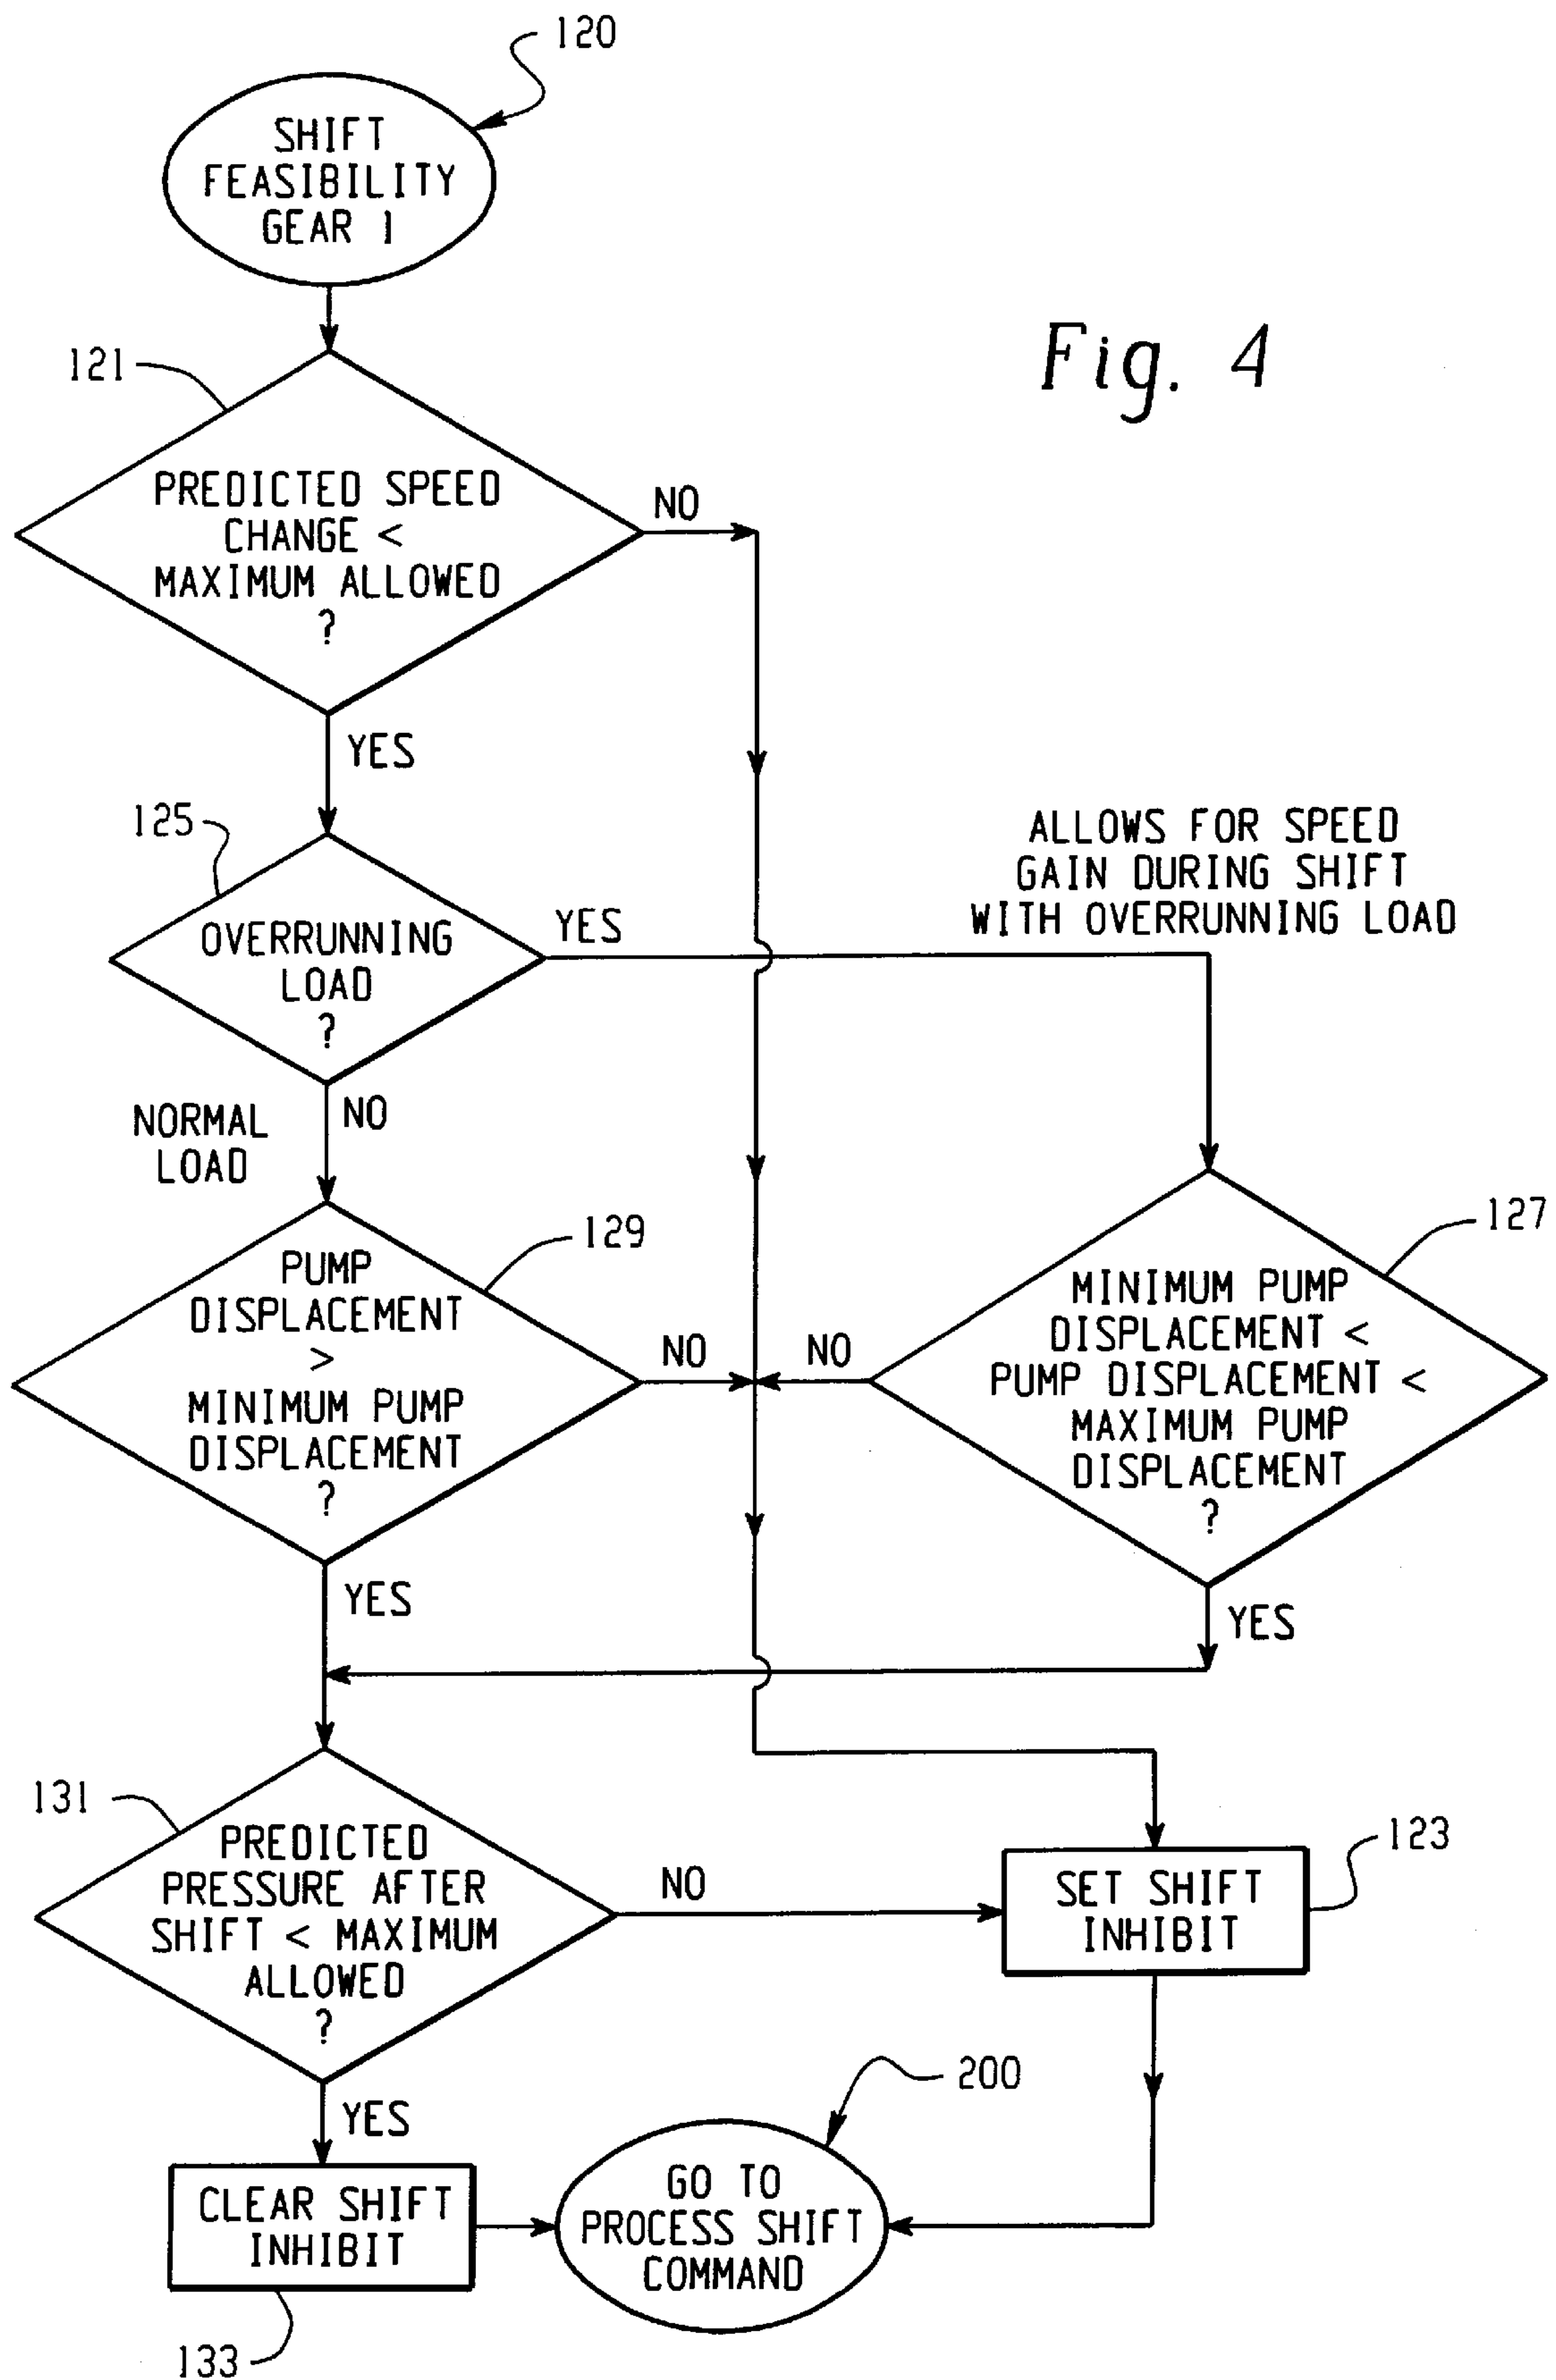 120
SHIFT
FEASIBILITY
GEAR 1
Fig. 4
121
PREDICTED SPEED
CHANGE <
MAXIMUM ALLOWED
?
NO
YES
125
OVERRUNNING
LOAD
?
YES
ALLOWS FOR SPEED
GAIN DURING SHIFT
WITH OVERRUNNING LOAD
NORMAL
LOAD
NO
129
PUMP
DISPLACEMENT
>
MINIMUM PUMP
DISPLACEMENT
?
NO
NO
127
MINIMUM PUMP
DISPLACEMENT <
PUMP DISPLACEMENT <
MAXIMUM PUMP
DISPLACEMENT
?
YES
YES
131
PREDICTED
PRESSURE AFTER
SHIFT < MAXIMUM
ALLOWED
?
NO
123
SET SHIFT
INHIBIT
YES
200
CLEAR SHIFT
INHIBIT
133
GO TO
PROCESS SHIFT
COMMAND